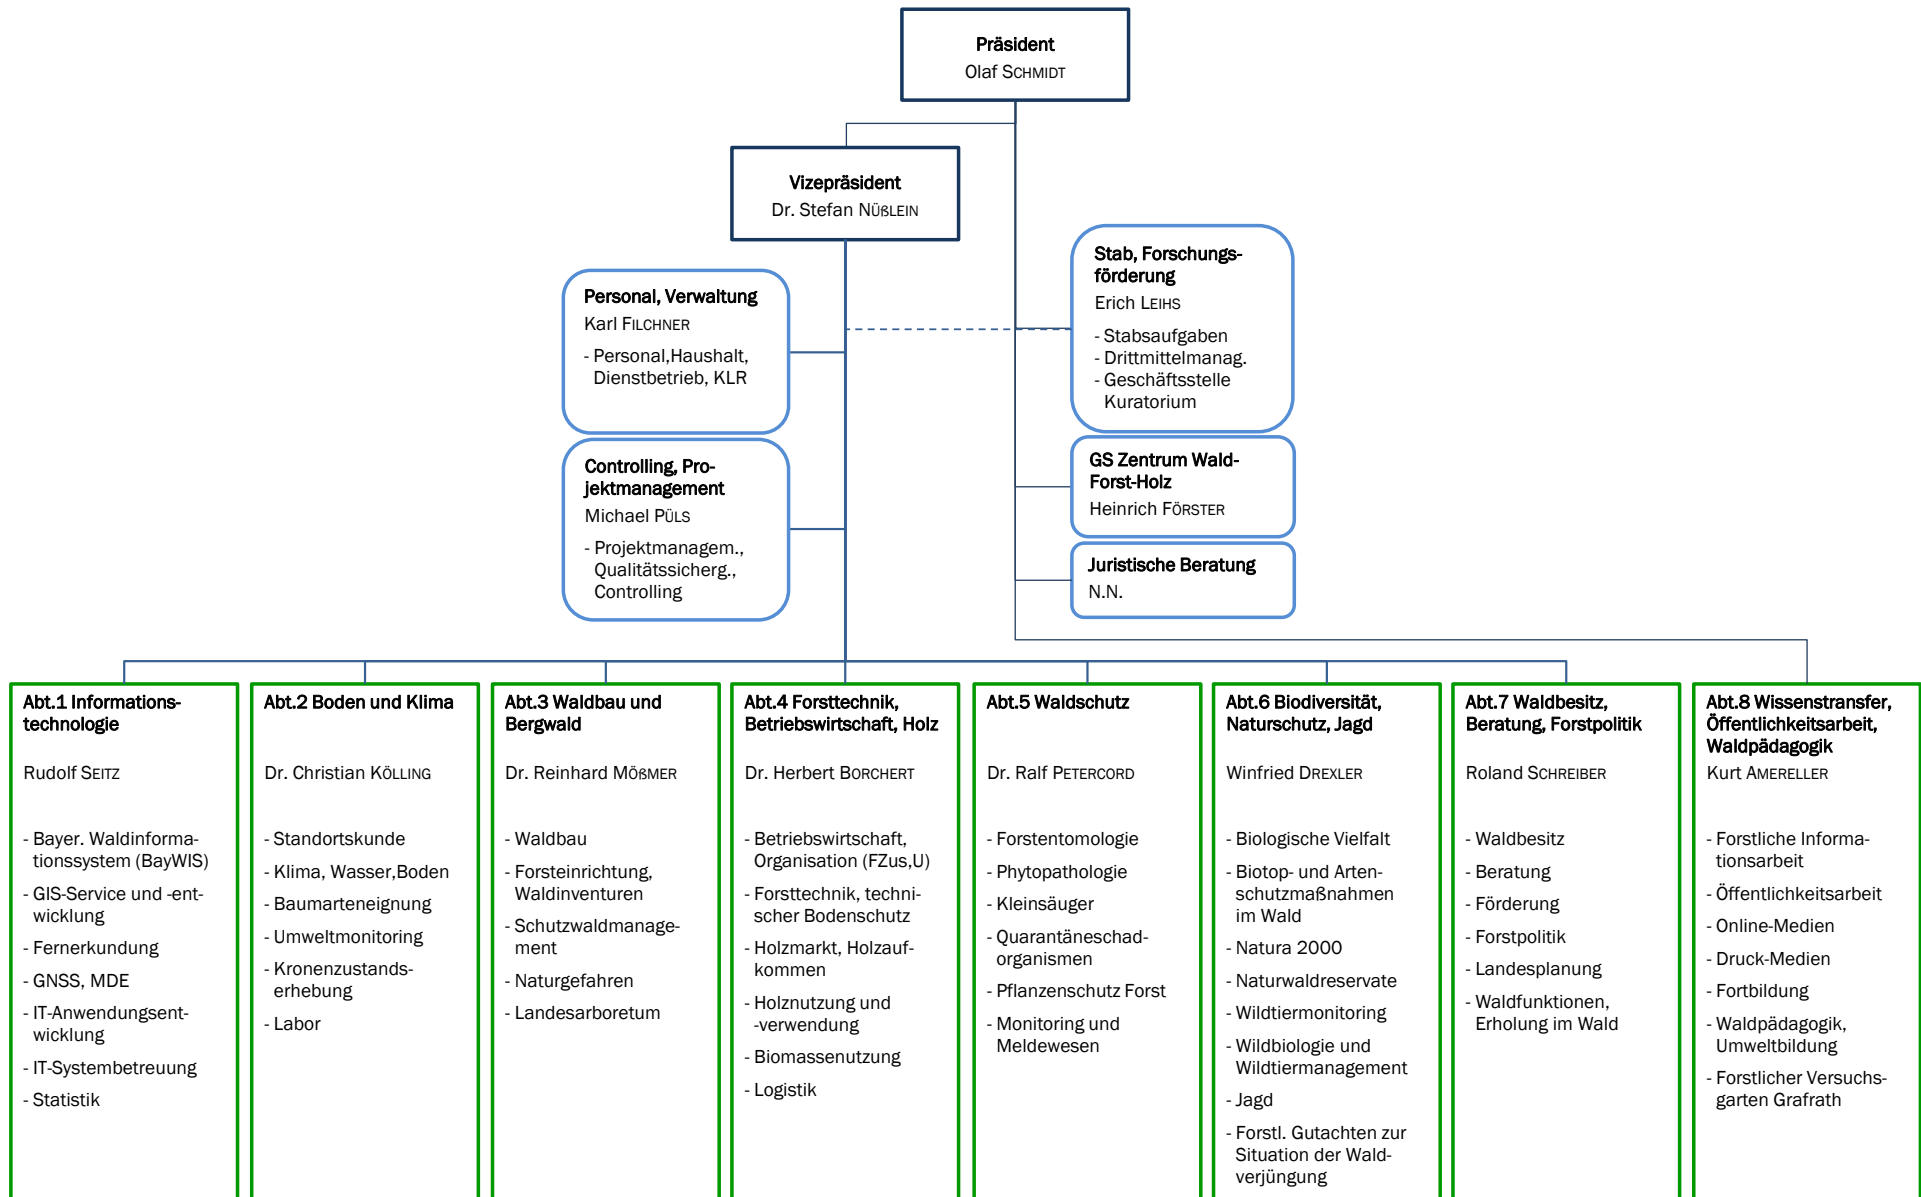 Präsident
Olaf SCHMIDT
Vizepräsident
Dr. Stefan NÜßLEIN
Stab, Forschungs-
förderung
Erich LEIHS
- Stabsaufgaben
- Drittmittelmanag.
- Geschäftsstelle
Kuratorium
Personal, Verwaltung
Karl FILCHNER
- Personal,Haushalt,
Dienstbetrieb, KLR
GS Zentrum Wald-
Forst-Holz
Heinrich FÖRSTER
Controlling, Pro-
jektmanagement
Michael PÜLS
- Projektmanagem.,
Qualitätssicherg.,
Controlling
Juristische Beratung
N.N.
Abt.1 Informations-
technologie
Rudolf SEITZ
- Bayer. Waldinforma-
tionssystem (BayWIS)
- GIS-Service und -ent-
wicklung
- Fernerkundung
- GNSS, MDE
- IT-Anwendungsent-
wicklung
- IT-Systembetreuung
- Statistik
Abt.2 Boden und Klima
Dr. Christian KÖLLING
- Standortskunde
- Klima, Wasser,Boden
- Baumarteneignung
- Umweltmonitoring
- Kronenzustands-
erhebung
- Labor
Abt.3 Waldbau und
Bergwald
Dr. Reinhard MÖßMER
- Waldbau
- Forsteinrichtung,
Waldinventuren
- Schutzwaldmanage-
ment
- Naturgefahren
- Landesarboretum
Abt.4 Forsttechnik,
Betriebswirtschaft, Holz
Dr. Herbert BORCHERT
- Betriebswirtschaft,
Organisation (FZus,U)
- Forsttechnik, techni-
scher Bodenschutz
- Holzmarkt, Holzauf-
kommen
- Holznutzung und
-verwendung
- Biomassenutzung
- Logistik
Abt.5 Waldschutz
Dr. Ralf PETERCORD
- Forstentomologie
- Phytopathologie
- Kleinsäuger
- Quarantäneschad-
organismen
- Pflanzenschutz Forst
- Monitoring und
Meldewesen
Abt.6 Biodiversität,
Naturschutz, Jagd
Winfried DREXLER
- Biologische Vielfalt
- Biotop- und Arten-
schutzmaßnahmen
im Wald
- Natura 2000
- Naturwaldreservate
- Wildtiermonitoring
- Wildbiologie und
Wildtiermanagement
- Jagd
- Forstl. Gutachten zur
Situation der Wald-
verjüngung
Abt.7 Waldbesitz,
Beratung, Forstpolitik
Roland SCHREIBER
- Waldbesitz
- Beratung
- Förderung
- Forstpolitik
- Landesplanung
- Waldfunktionen,
Erholung im Wald
Abt.8 Wissenstransfer,
Öffentlichkeitsarbeit,
Waldpädagogik
Kurt AMERELLER
- Forstliche Informa-
tionsarbeit
- Öffentlichkeitsarbeit
- Online-Medien
- Druck-Medien
- Fortbildung
- Waldpädagogik,
Umweltbildung
- Forstlicher Versuchs-
garten Grafrath